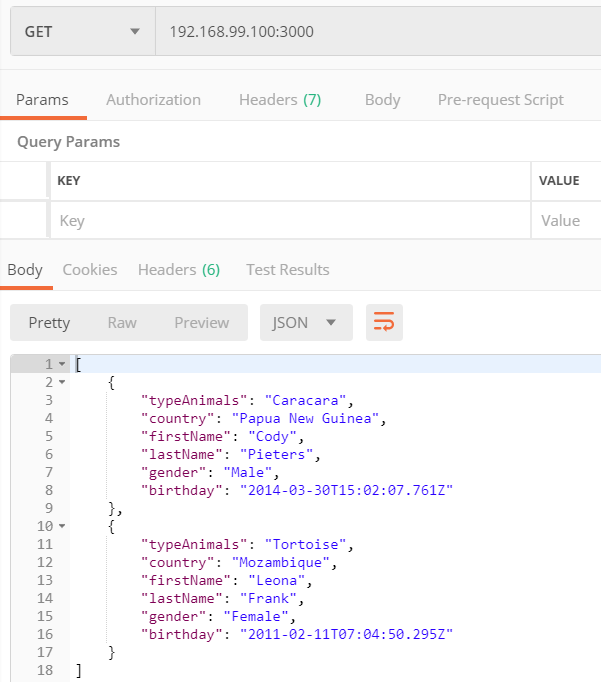 GET 192.168.99.100:3000
Params Authorization Headers (7) Body Pre-request Script
Query Params
KEY VALUE
Key Value
Body Cookies Headers (6) Test Results
Pretty Raw Preview JSON
1 [
2 {
3 "typeAnimals": "Caracara",
4 "country": "Papua New Guinea",
5 "firstName": "Cody",
6 "lastName": "Pieters",
7 "gender": "Male",
8 "birthday": "2014-03-30T15:02:07.761Z"
9 },
10 {
11 "typeAnimals": "Tortoise",
12 "country": "Mozambique",
13 "firstName": "Leona",
14 "lastName": "Frank",
15 "gender": "Female",
16 "birthday": "2011-02-11T07:04:50.295Z"
17 }
18 ]